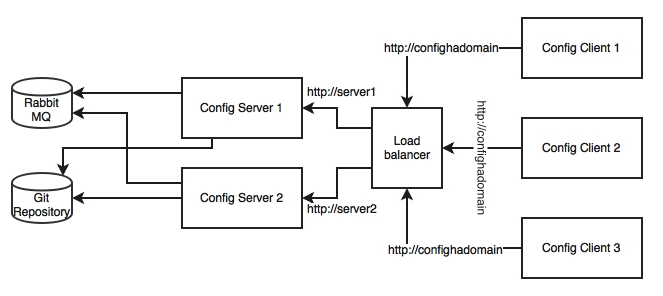 http://confighadomain
Config Client 1
http://server1
Rabbit
MQ
Config Server 1
Load
balancer
http://confighadomain
Config Client 2
Git
Repository
Config Server 2
http://server2
http://confighadomain
Config Client 3